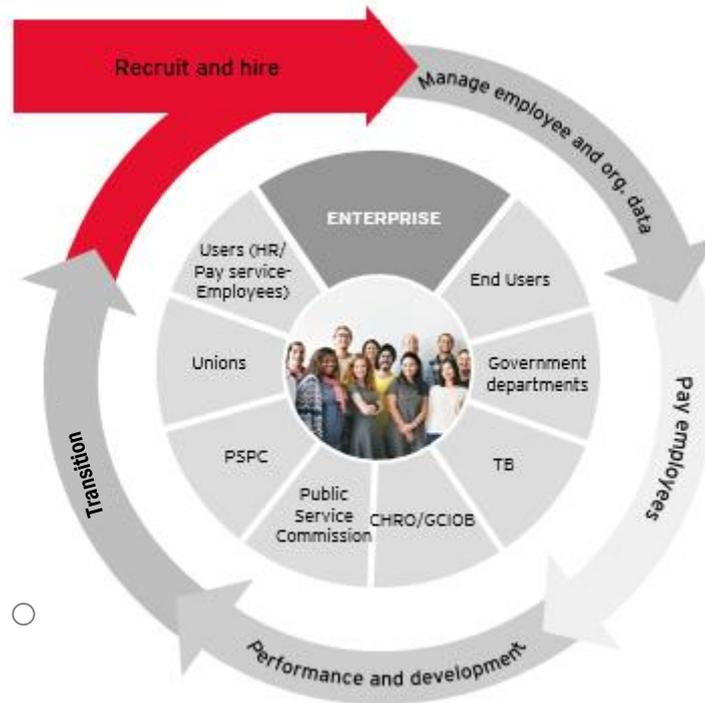 Recruit and hire
Manage employee and org. data
Pay employees
Performance and development
Transition
ENTERPRISE
End Users
Government
departments
TB
CHRO/GCIOB
Public
Service
Commission
PSPC
Unions
Users (HR/
Pay service-
Employees)